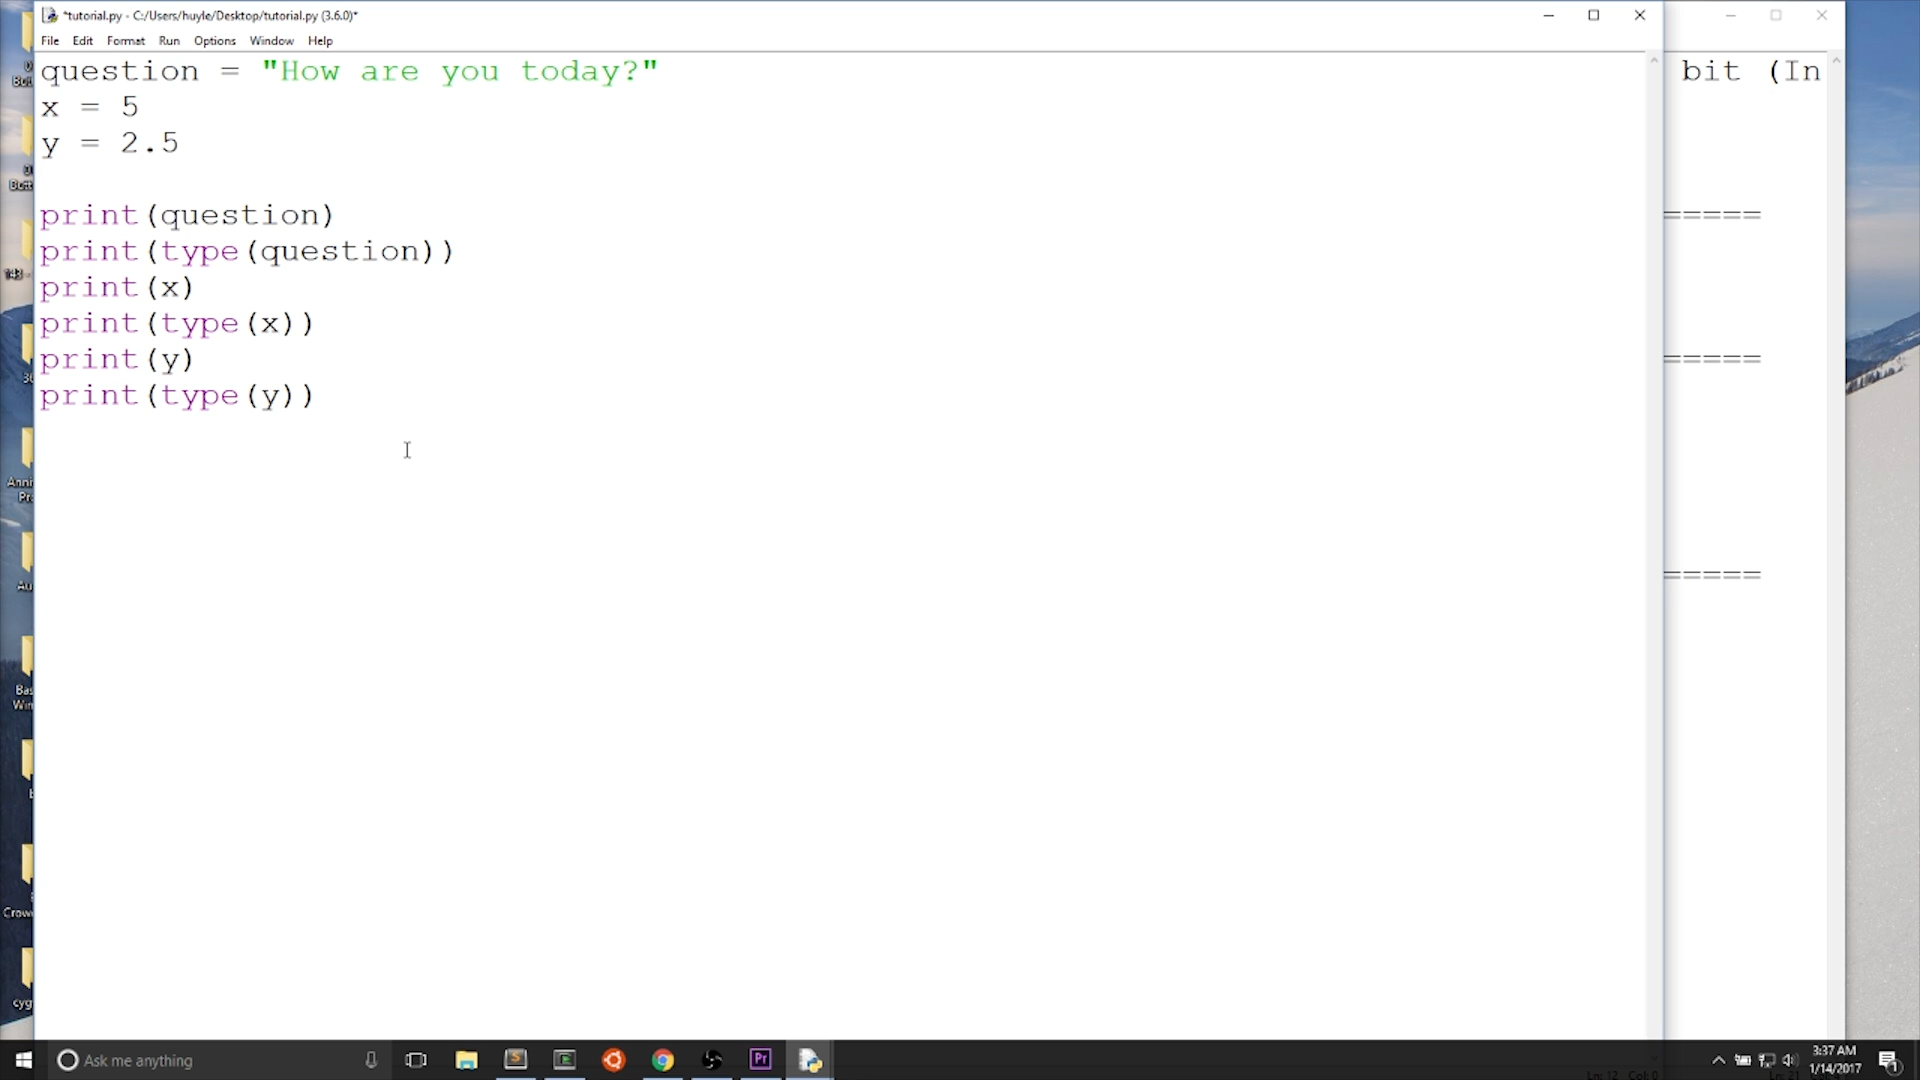 *tutorial.py - C:/Users/huyle/Desktop/tutorial.py (3.6.0)*
File Edit Format Run Options Window Help
question = "How are you today?"
x = 5
y = 2.5
print(question)
print(type(question))
print(x)
print(type(x))
print(y)
print(type(y))
bit (In
=====
=====
=====
Ask me anything
3:37 AM
1/14/2017